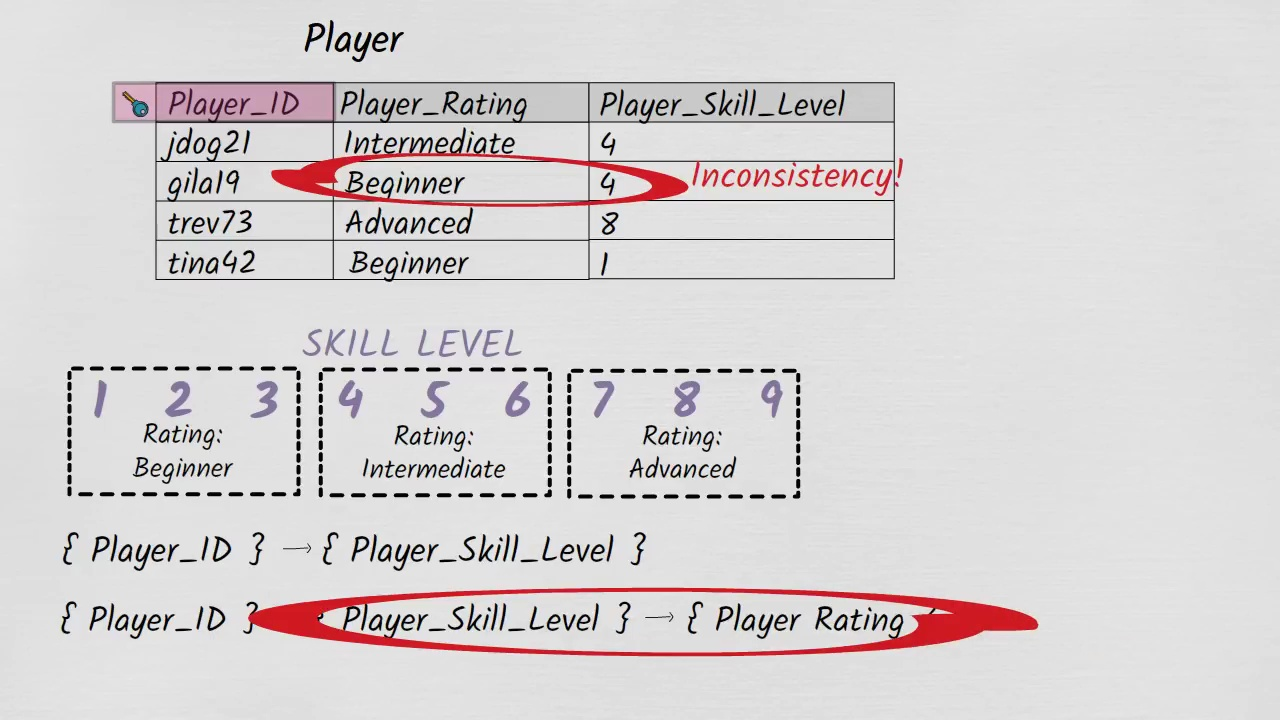 Player
Player_ID Player_Rating Player_Skill_Level
jdog21 Intermediate 4
gila19 Beginner 4 Inconsistency!
trev73 Advanced 8
tina42 Beginner 1
SKILL LEVEL
1 2 3 4 5 6 7 8 9
Rating: Rating: Rating:
Beginner Intermediate Advanced
{ Player_ID } → { Player_Skill_Level }
{ Player_ID } { Player_Skill_Level } → { Player Rating